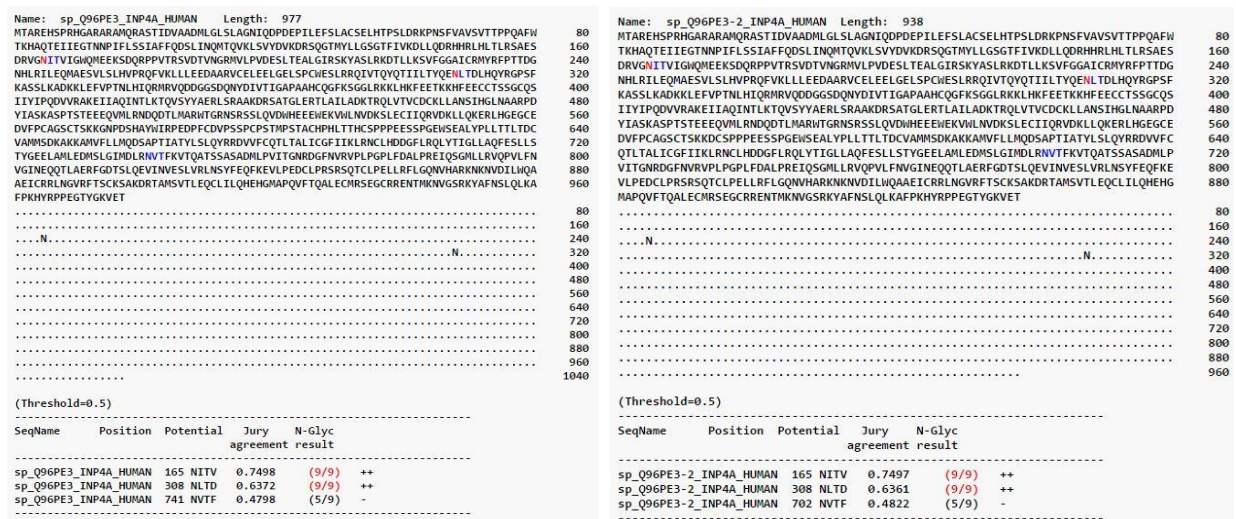 Name:  sp_Q96PE3_INP4A_HUMAN    Length:  977
MTAREHSPRHGARARAMQRASTIDVAADMLGLSLAGNIQDPDEPILEFSLACSELHTPSLDRKPNSFVAVSVTTPPQAFW      80
TKHAQTEIIEGTNNPIFLSSIAFFQDSLINQMTQVKLSVYDVKDRSQGTMYLLGSGTFIVKDLLQDRHHRLHLTLRSAES     160
DRVGNITVIGWQMEEKSDQRPPVTRSVDTVNGRMVLPVDESLTEALGIRSKYASLRKDTLLKSVFGGAICRMYRFPTTDG     240
NHLRILEQMAESVLSLHVPRQFVKLLLEEDAARVCELEELGELSPCWESLRRQIVTQYQTIILTYQENLTDLHQYRGPSF     320
KASSLKADKKLEFVPTNLHIQRMRVQDDGGSDQNYDIVTIGAPAAHCQGFKSGGLRKKLHKFEETKKHFEECCTSSGCQS     400
IIYIPQDVVRAKEIIAQINTLKTQVSYYAERLSRAAKDRSATGLERTLAILADKTRQLVTVCDCKLLANSIHGLNAARPD     480
YIASKASPTSTEEEQVMLRNDQDTLMARWTGRNSRSSLQVDWHEEEWEKVWLNVDKSLECIIQRVDKLLQKERLHGEGCE     560
DVFPCAGSCTSKKGNPDSHAYWIRPEDPFCDVPSSPCPSTMPSTACHPHLTTHCSPPPEESSPGEWSEALYPLLTTLTDC     640
VAMMSDKAKKAMVFLLMQDSAPTIATYLSLQYRRDVVFCQTLTALICGFIIKLRNCLHDDGFLRQLYTIGLLAQFESLLS     720
TYGEELAMLEDMSLGIMDLRNVTFKVTQATSSASADMLPVITGNRDGFNVRVPLPGPLFDALPREIQSGMLLRVQPVLFN     800
VGINEQQTLAERFGDTSLQEVINVESLVRLNSYFEQFKEVLPEDCLPRSRSQTCLPELLRFLGQNVHARKNKNVDILWQA     880
AEICRRLNGVRFTSCKSAKDRTAMSVTLEQCLILQHEHGMAPQVFTQALECMRSEGCRRENTMKNVGSRKYAFNSLQLKA     960
FPKHYRPPEGTYGKVET
................................................................................      80
................................................................................     160
....N...........................................................................     240
...................................................................N............     320
................................................................................     400
................................................................................     480
................................................................................     560
................................................................................     640
................................................................................     720
................................................................................     800
................................................................................     880
................................................................................     960
.................                                                                   1040
(Threshold=0.5)
SeqName      Position  Potential   Jury    N-Glyc
agreement result
sp_Q96PE3_INP4A_HUMAN  165 NITV   0.7498     (9/9)   ++
sp_Q96PE3_INP4A_HUMAN  308 NLTD   0.6372     (9/9)   ++
sp_Q96PE3_INP4A_HUMAN  741 NVTF   0.4798     (5/9)   -
Name:  sp_Q96PE3-2_INP4A_HUMAN  Length:  938
MTAREHSPRHGARARAMQRASTIDVAADMLGLSLAGNIQDPDEPILEFSLACSELHTPSLDRKPNSFVAVSVTTPPQAFW      80
TKHAQTEIIEGTNNPIFLSSIAFFQDSLINQMTQVKLSVYDVKDRSQGTMYLLGSGTFIVKDLLQDRHHRLHLTLRSAES     160
DRVGNITVIGWQMEEKSDQRPPVTRSVDTVNGRMVLPVDESLTEALGIRSKYASLRKDTLLKSVFGGAICRMYRFPTTDG     240
NHLRILEQMAESVLSLHVPRQFVKLLLEEDAARVCELEELGELSPCWESLRRQIVTQYQTIILTYQENLTDLHQYRGPSF     320
KASSLKADKKLEFVPTNLHIQRMRVQDDGGSDQNYDIVTIGAPAAHCQGFKSGGLRKKLHKFEETKKHFEECCTSSGCQS     400
IIYIPQDVVRAKEIIAQINTLKTQVSYYAERLSRAAKDRSATGLERTLAILADKTRQLVTVCDCKLLANSIHGLNAARPD     480
YIASKASPTSTEEEQVMLRNDQDTLMARWTGRNSRSSLQVDWHEEEWEKVWLNVDKSLECIIQRVDKLLQKERLHGEGCE     560
DVFPCAGSCTSKKDCSPPPEESSPGEWSEALYPLLTTLTDCVAMMSDKAKKAMVFLLMQDSAPTIATYLSLQYRRDVVFC     640
QTLTALICGFIIKLRNCLHDDGFLRQLYTIGLLAQFESLLSTYGEELAMLEDMSLGIMDLRNVTFKVTQATSSASADMLP     720
VITGNRDGFNVRVPLPGPLFDALPREIQSGMLLRVQPVLFNVGINEQQTLAERFGDTSLQEVINVESLVRLNSYFEQFKE     800
VLPEDCLPRSRSQTCLPELLRFLGQNVHARKNKNVDILWQAAEICRRLNGVRFTSCKSAKDRTAMSVTLEQCLILQHEHG     880
MAPQVFTQALECMRSEGCRRENTMKNVGSRKYAFNSLQLKAFPKHYRPPEGTYGKVET
................................................................................      80
................................................................................     160
....N...........................................................................     240
...................................................................N............     320
................................................................................     400
................................................................................     480
................................................................................     560
................................................................................     640
................................................................................     720
................................................................................     800
................................................................................     880
..........................................................                           960
(Threshold=0.5)
SeqName      Position  Potential   Jury    N-Glyc
agreement result
sp_Q96PE3-2_INP4A_HUMAN  165 NITV   0.7497     (9/9)   ++
sp_Q96PE3-2_INP4A_HUMAN  308 NLTD   0.6361     (9/9)   ++
sp_Q96PE3-2_INP4A_HUMAN  702 NVTF   0.4822     (5/9)   -